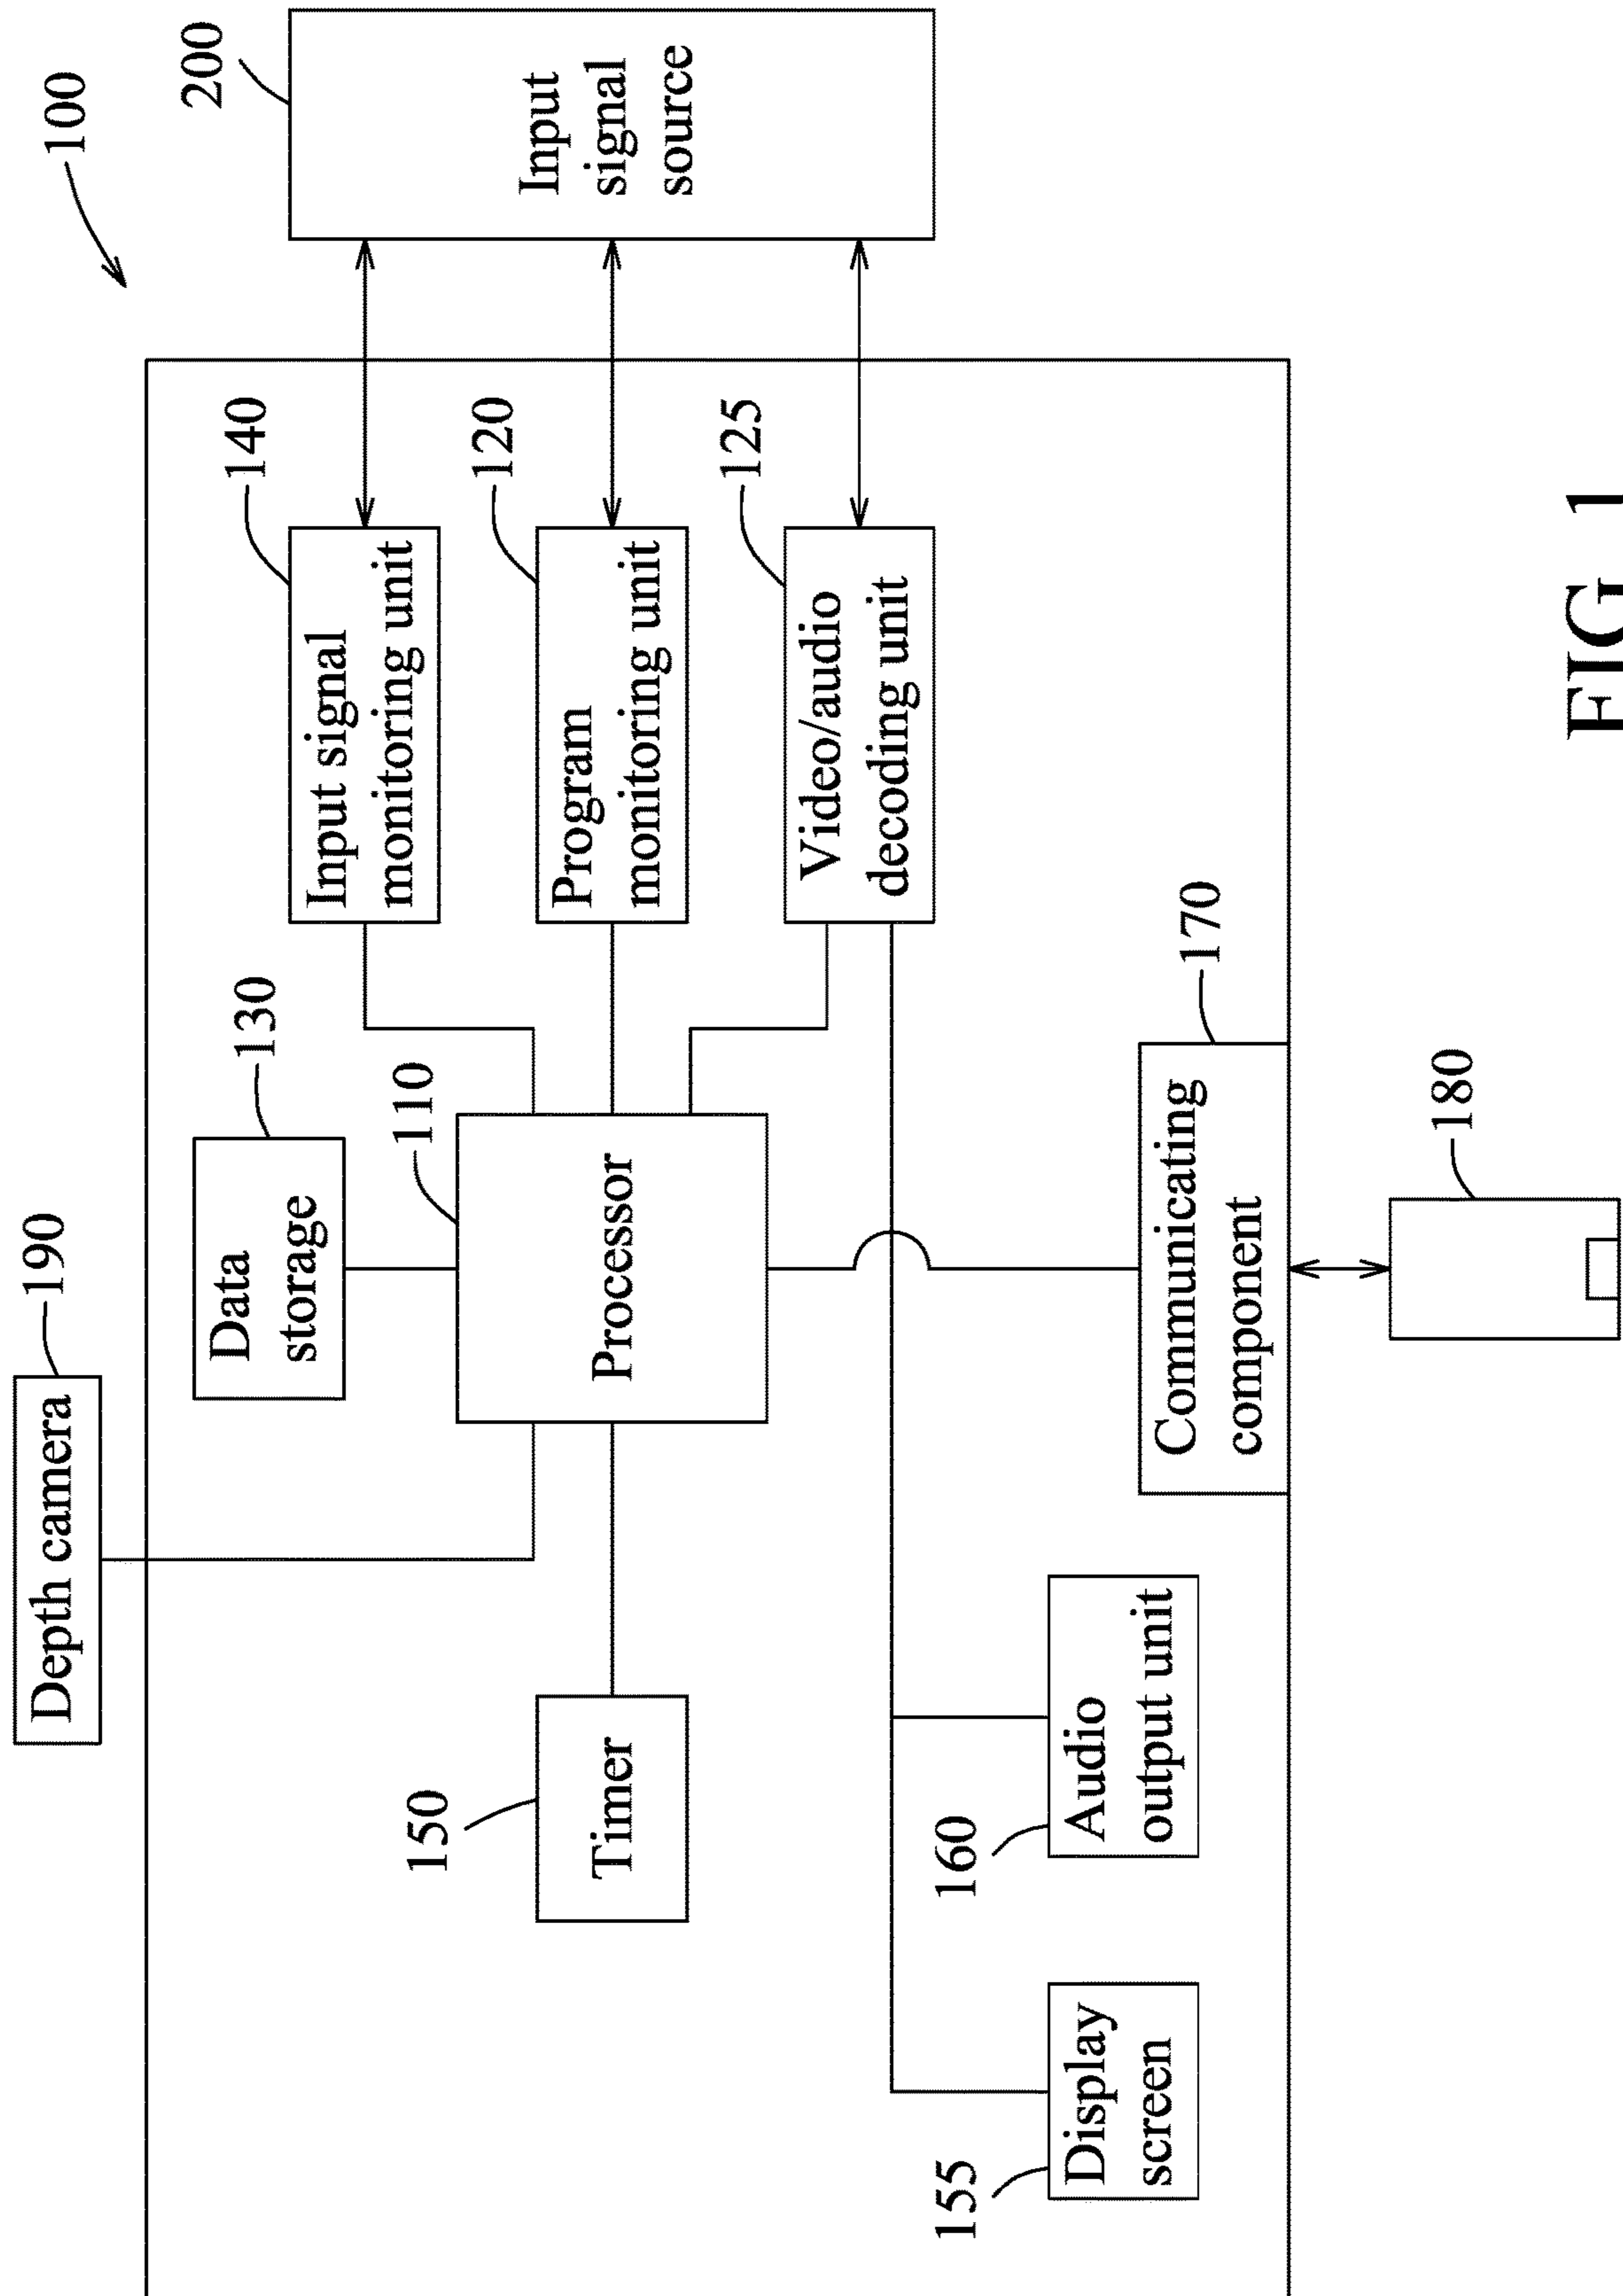 100
200
Input
signal
source
140
Input signal
monitoring unit
120
Program
monitoring unit
125
Video/audio
decoding unit
130
Data
storage
110
Processor
190
Depth camera
150
Timer
170
Communicating
component
180
160
Audio
output unit
155
Display
screen
FIG. 1